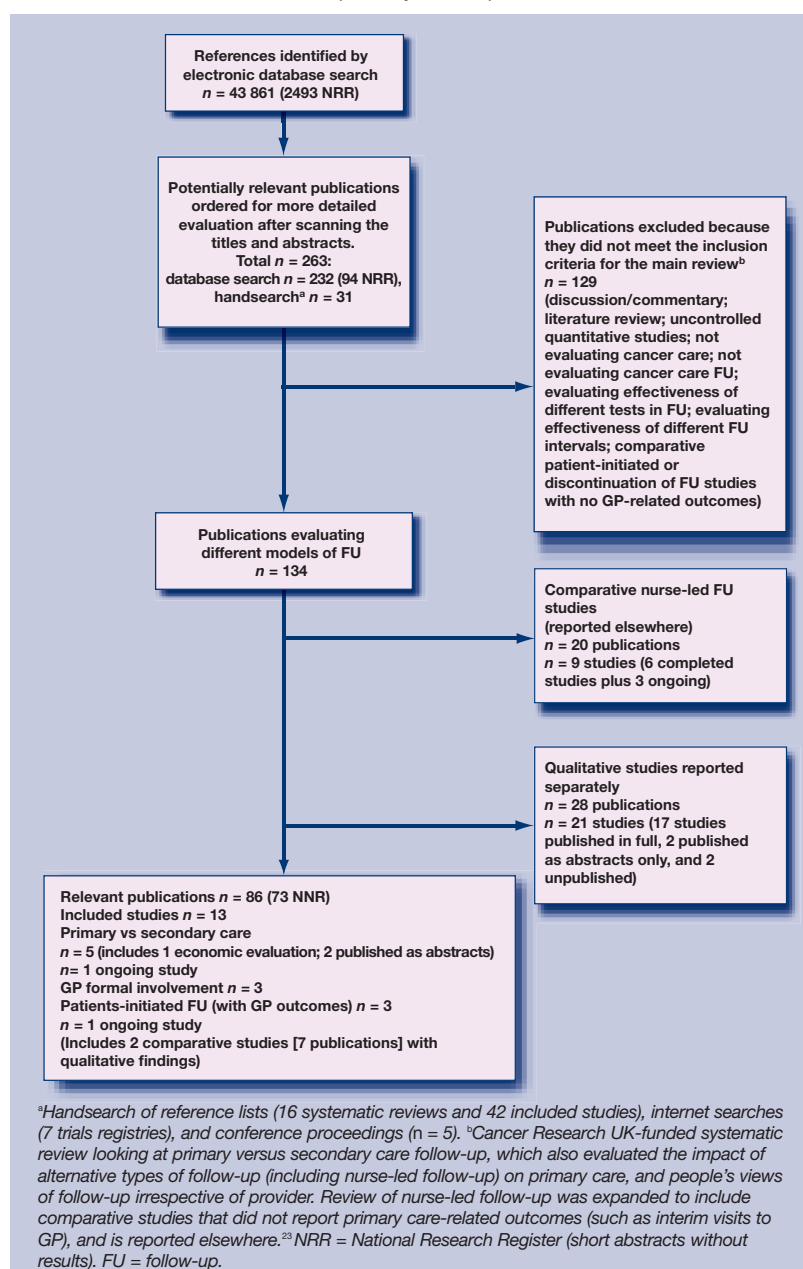 References identified by
electronic database search
n = 43 861 (2493 NRR)
Potentially relevant publications
ordered for more detailed
evaluation after scanning the
titles and abstracts.
Total n = 263:
database search n = 232 (94 NRR),
handsearchᵃ n = 31
Publications excluded because
they did not meet the inclusion
criteria for the main reviewᵇ
n = 129
(discussion/commentary;
literature review; uncontrolled
quantitative studies; not
evaluating cancer care; not
evaluating cancer care FU;
evaluating effectiveness of
different tests in FU; evaluating
effectiveness of different FU
intervals; comparative
patient-initiated or
discontinuation of FU studies
with no GP-related outcomes)
Publications evaluating
different models of FU
n = 134
Comparative nurse-led FU
studies
(reported elsewhere)
n = 20 publications
n = 9 studies (6 completed
studies plus 3 ongoing)
Qualitative studies reported
separately
n = 28 publications
n = 21 studies (17 studies
published in full, 2 published
as abstracts only, and 2
unpublished)
Relevant publications n = 86 (73 NNR)
Included studies n = 13
Primary vs secondary care
n = 5 (includes 1 economic evaluation; 2 published as abstracts)
n= 1 ongoing study
GP formal involvement n = 3
Patients-initiated FU (with GP outcomes) n = 3
n = 1 ongoing study
(Includes 2 comparative studies [7 publications] with
qualitative findings)
ᵃHandsearch of reference lists (16 systematic reviews and 42 included studies), internet searches
(7 trials registries), and conference proceedings (n = 5). ᵇCancer Research UK-funded systematic
review looking at primary versus secondary care follow-up, which also evaluated the impact of
alternative types of follow-up (including nurse-led follow-up) on primary care, and people's views
of follow-up irrespective of provider. Review of nurse-led follow-up was expanded to include
comparative studies that did not report primary care-related outcomes (such as interim visits to
GP), and is reported elsewhere.²³ NRR = National Research Register (short abstracts without
results). FU = follow-up.